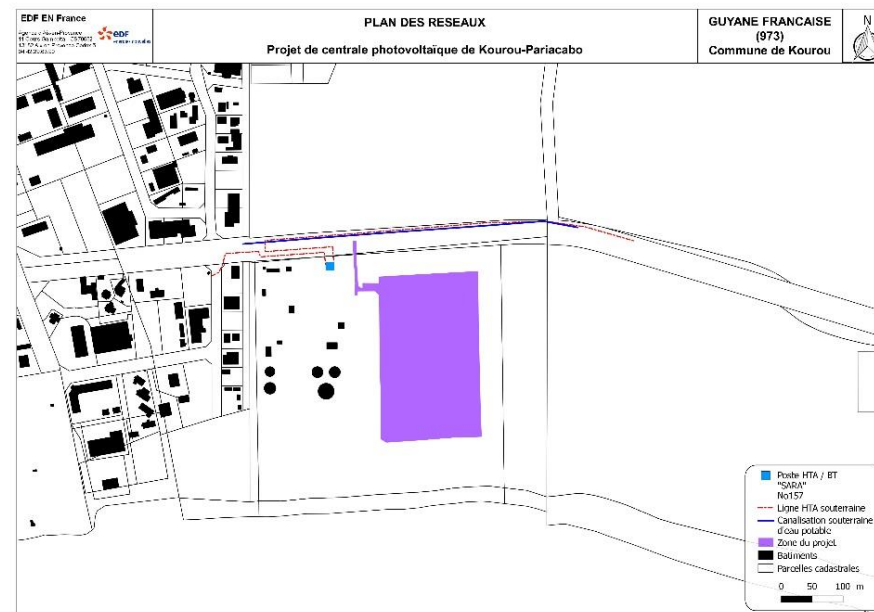 EDF EN France
edf
PLAN DES RESEAUX
Projet de centrale photovoltaïque de Kourou-Pariacabo
GUYANE FRANCAISE
(973)
Commune de Kourou
N
Poste HTA / BT
"SARA"
No157
Ligne HTA souterraine
Canalisation souterraine
d'eau potable
Zone du projet
Batiments
Parcelles cadastrales
0 50 100 m